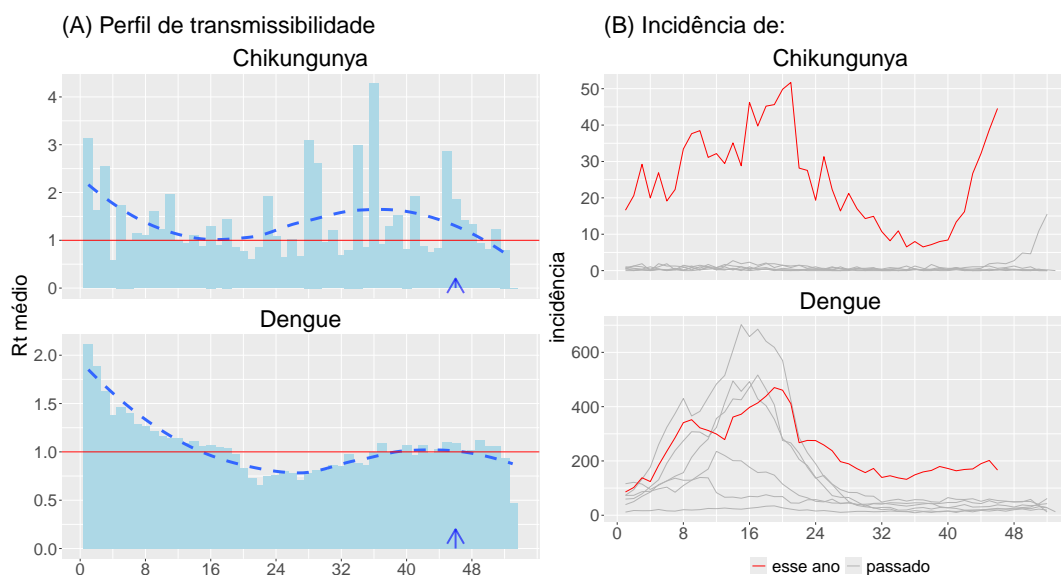 (A) Perfil de transmissibilidade
Chikungunya
4
3
2
1
0
Dengue
2.0
1.5
1.0
0.5
0.0
0 8 16 24 32 40 48
Rt médio
(B) Incidência de:
Chikungunya
50
40
30
20
10
0
Dengue
600
400
200
0
0 8 16 24 32 40 48
incidência
esse ano passado